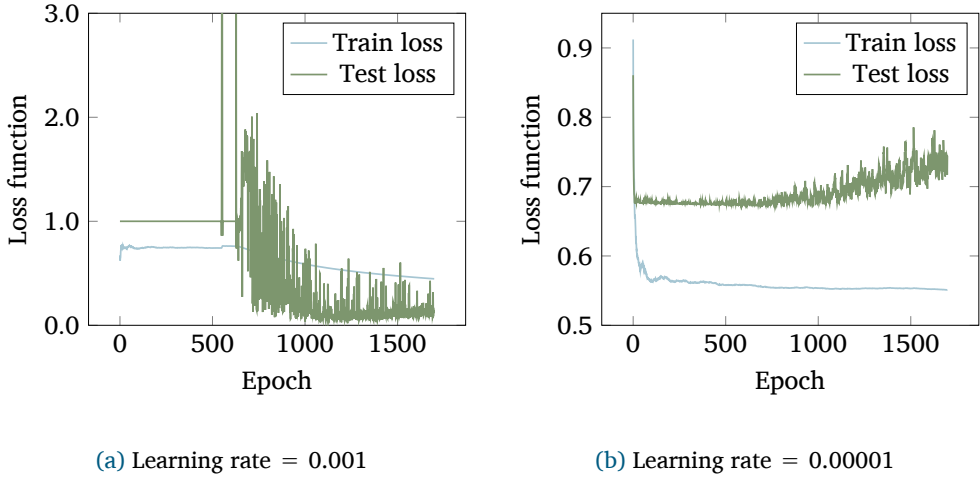 3.0
2.0
1.0
0.0
Loss function
0
500
1000
1500
Epoch
Train loss
Test loss
(a) Learning rate = 0.001
0.9
0.8
0.7
0.6
0.5
Loss function
0
500
1000
1500
Epoch
Train loss
Test loss
(b) Learning rate = 0.00001